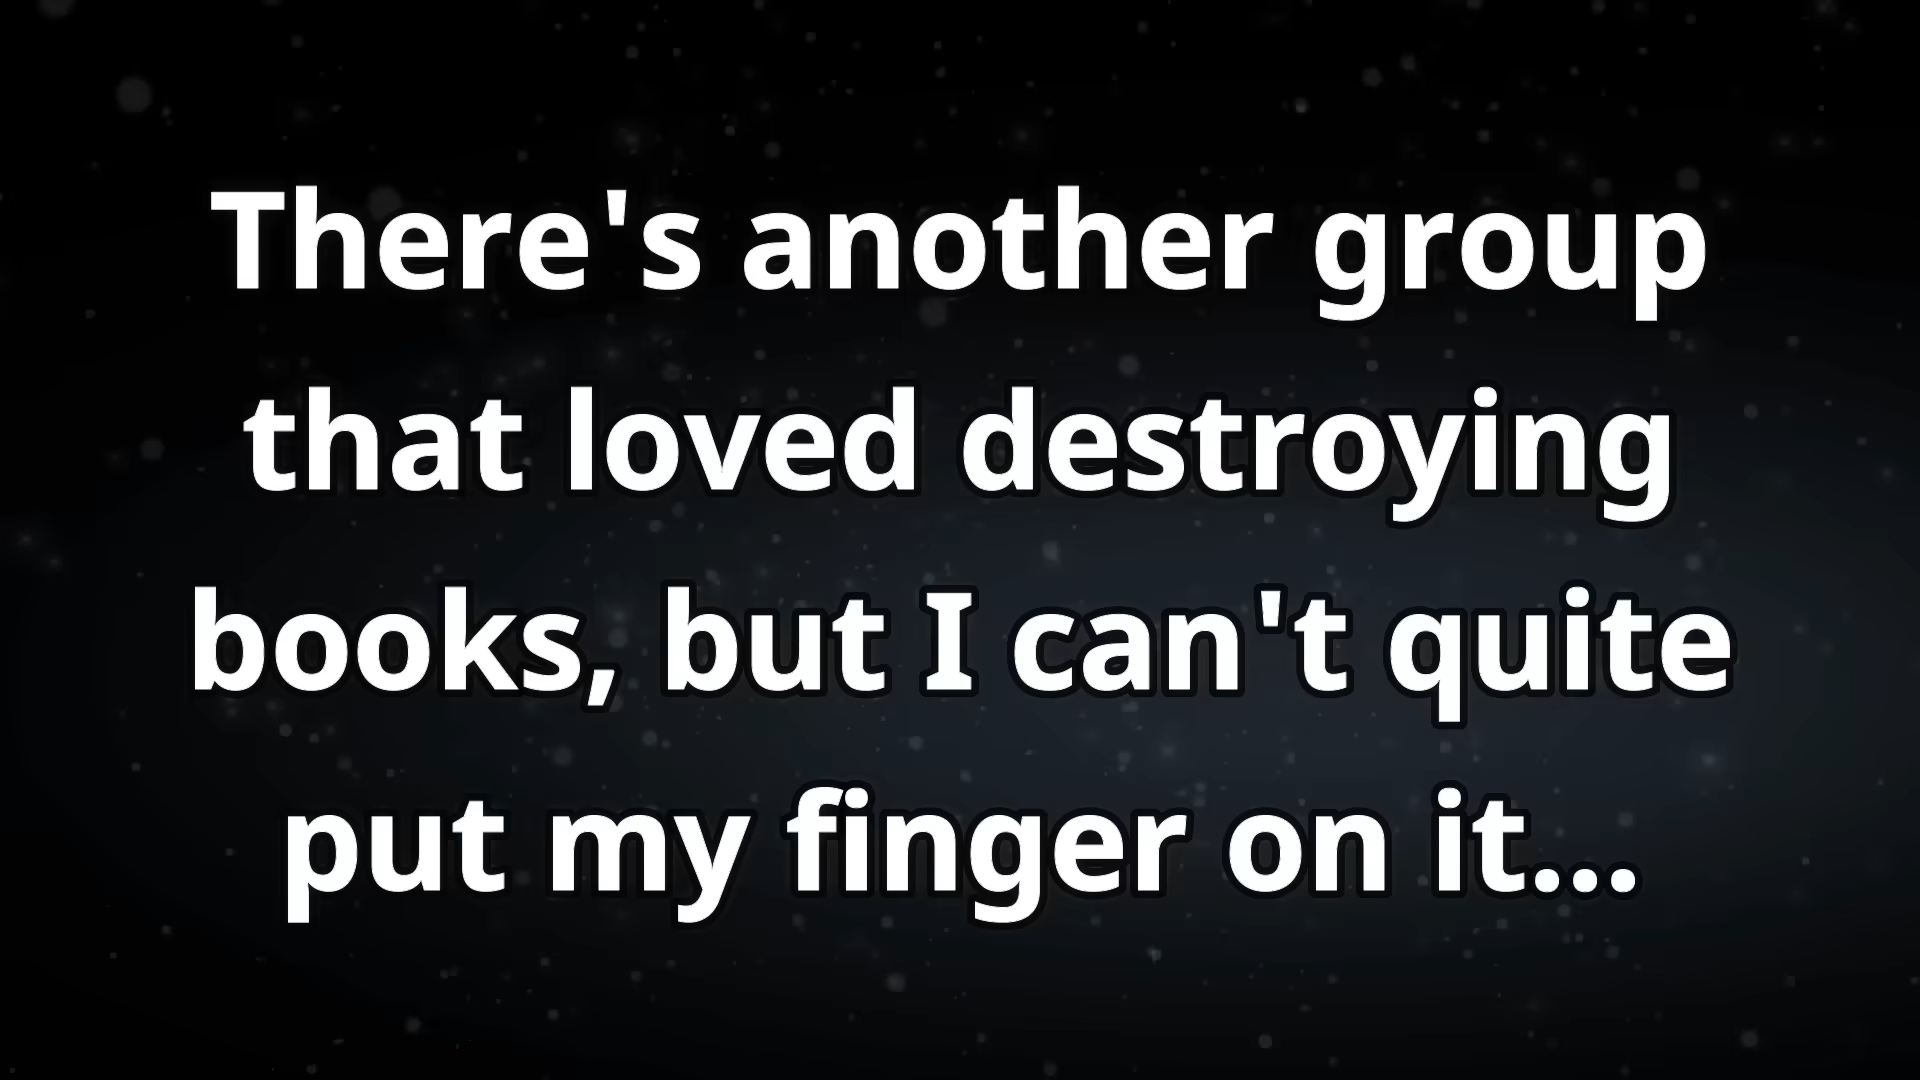 There's another group
that loved destroying
books, but I can't quite
put my finger on it...